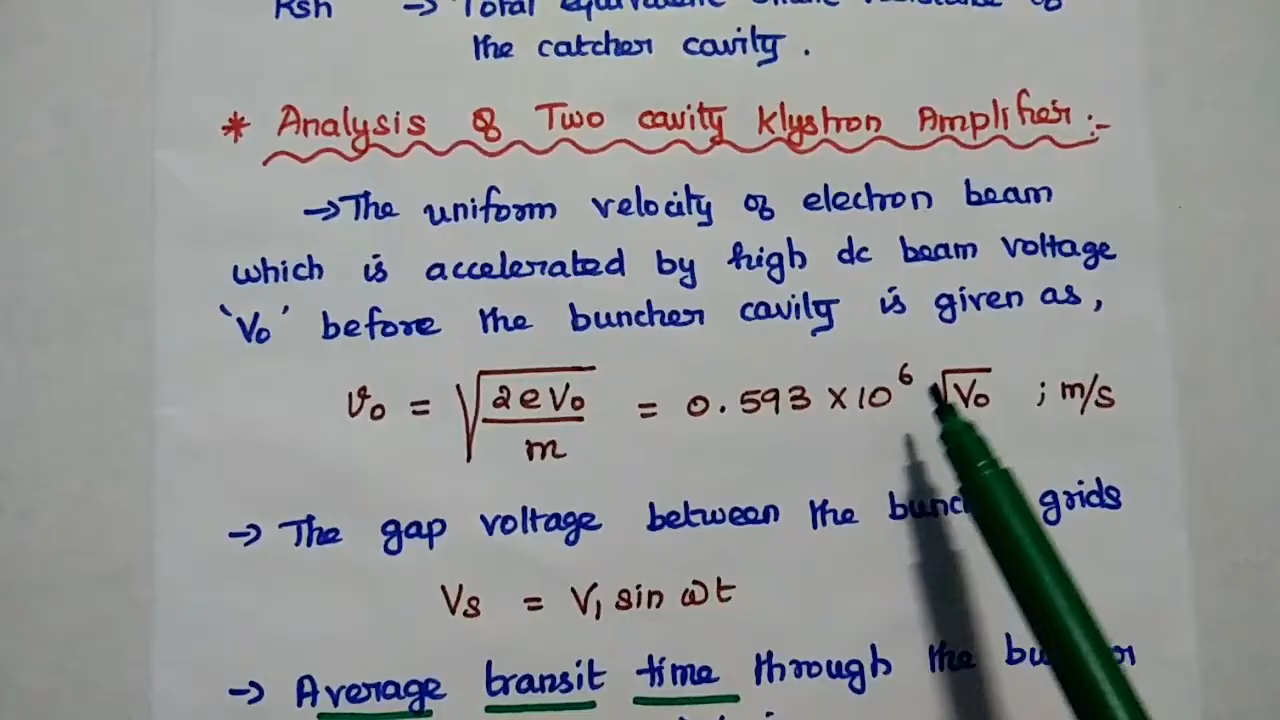 Rsh → Total
the catcher cavity.
* Analysis of Two cavity Klystron Amplifier:-
→ The uniform velocity of electron beam
which is accelerated by high dc beam voltage
'V₀' before the buncher cavity is given as,
v₀ = √(2eV₀/m) = 0.593 × 10⁶ √V₀ ; m/s
→ The gap voltage between the grids
Vs = V₁ sin ωt
→ Average transit time through the